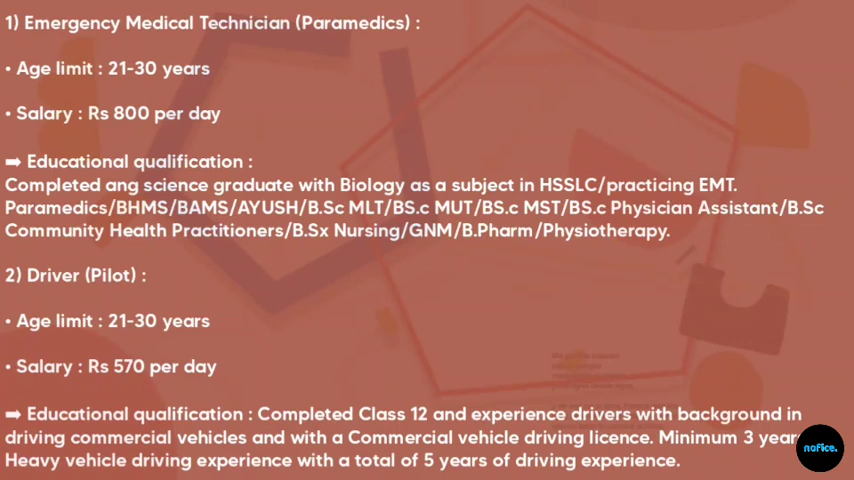 1) Emergency Medical Technician (Paramedics) :
• Age limit : 21-30 years
• Salary : Rs 800 per day
➡ Educational qualification :
Completed ang science graduate with Biology as a subject in HSSLC/practicing EMT.
Paramedics/BHMS/BAMS/AYUSH/B.Sc MLT/BS.c MUT/BS.c MST/BS.c Physician Assistant/B.Sc
Community Health Practitioners/B.Sx Nursing/GNM/B.Pharm/Physiotherapy.
2) Driver (Pilot) :
• Age limit : 21-30 years
• Salary : Rs 570 per day
➡ Educational qualification : Completed Class 12 and experience drivers with background in
driving commercial vehicles and with a Commercial vehicle driving licence. Minimum 3 year
Heavy vehicle driving experience with a total of 5 years of driving experience.
nofice.